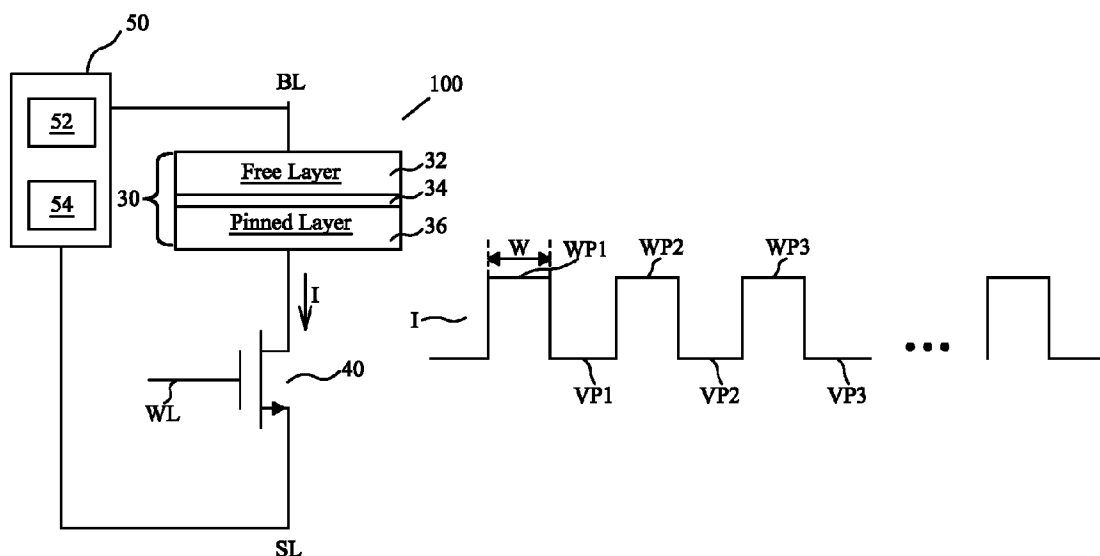 50
BL
100
52
Free Layer
32
34
30
54
Pinned Layer
36
W
WP1
WP2
WP3
I
I
40
WL
VP1
VP2
VP3
SL